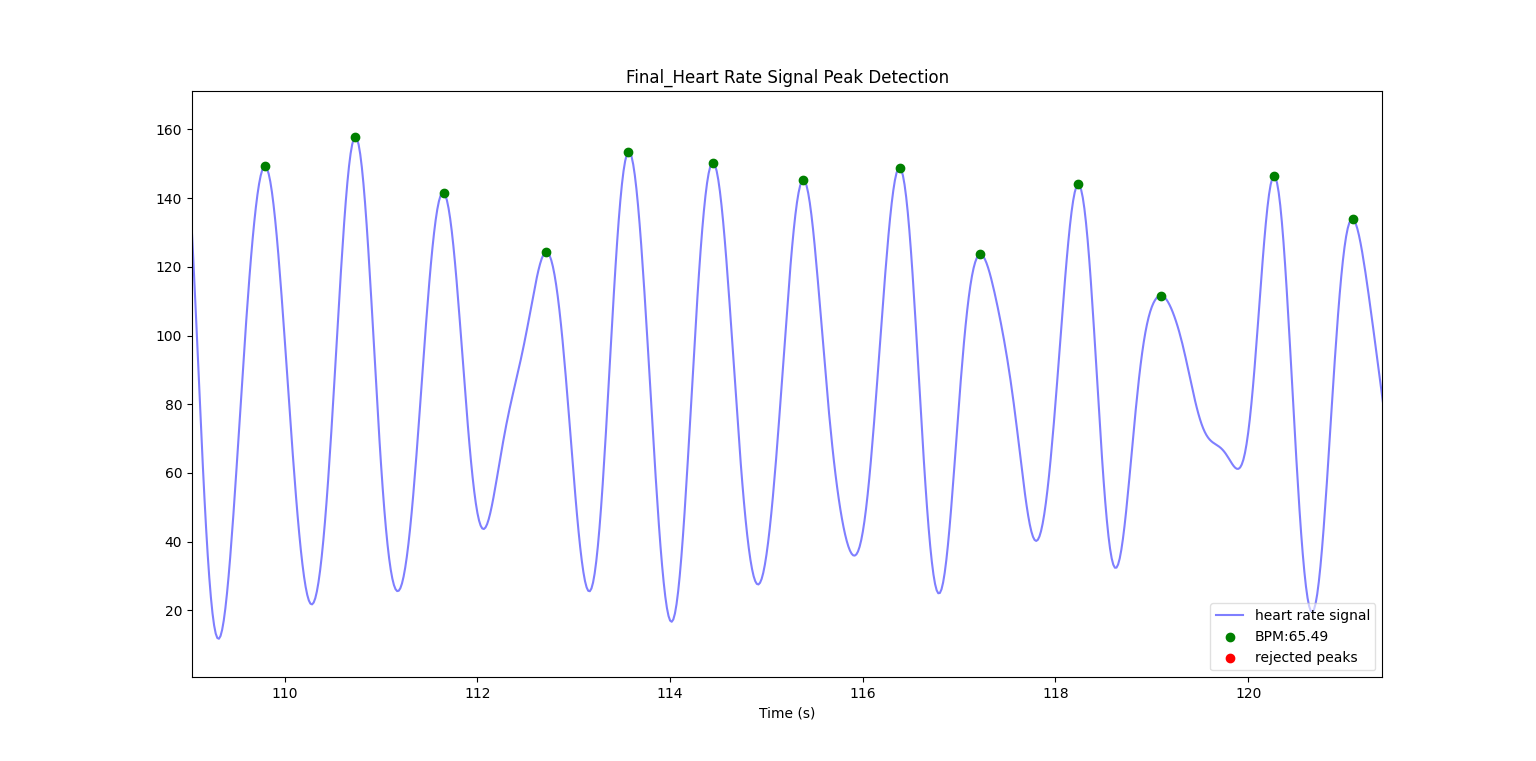 Final_Heart Rate Signal Peak Detection
160
140
120
100
80
60
40
20
heart rate signal
BPM:65.49
rejected peaks
110 112 114 116 118 120
Time (s)